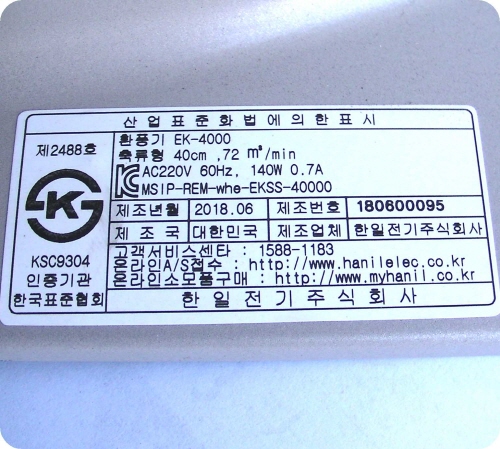 산업표준화법에의한표시
제2488호
K
KSC9304
인증기관
한국표준협회
환풍기 EK-4000
축류형 40cm ,72 m³/min
AC220V 60Hz, 140W 0.7A
MSIP-REM-whe-EKSS-40000
제조년월 2018.06 제조번호 180600095
제 조 국 대한민국 제조업체 한일전기주식회사
고객서비스센타 : 1588-1183
온라인A/S접수 : http://www.hanilelec.co.kr
온라인소모품구매 : http://www.myhanil.co.kr
한일전기주식회사